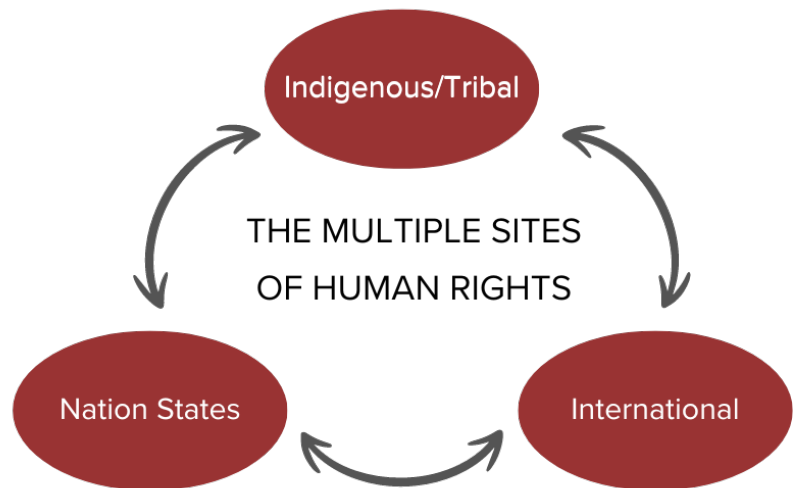 Indigenous/Tribal
THE MULTIPLE SITES
OF HUMAN RIGHTS
Nation States
International